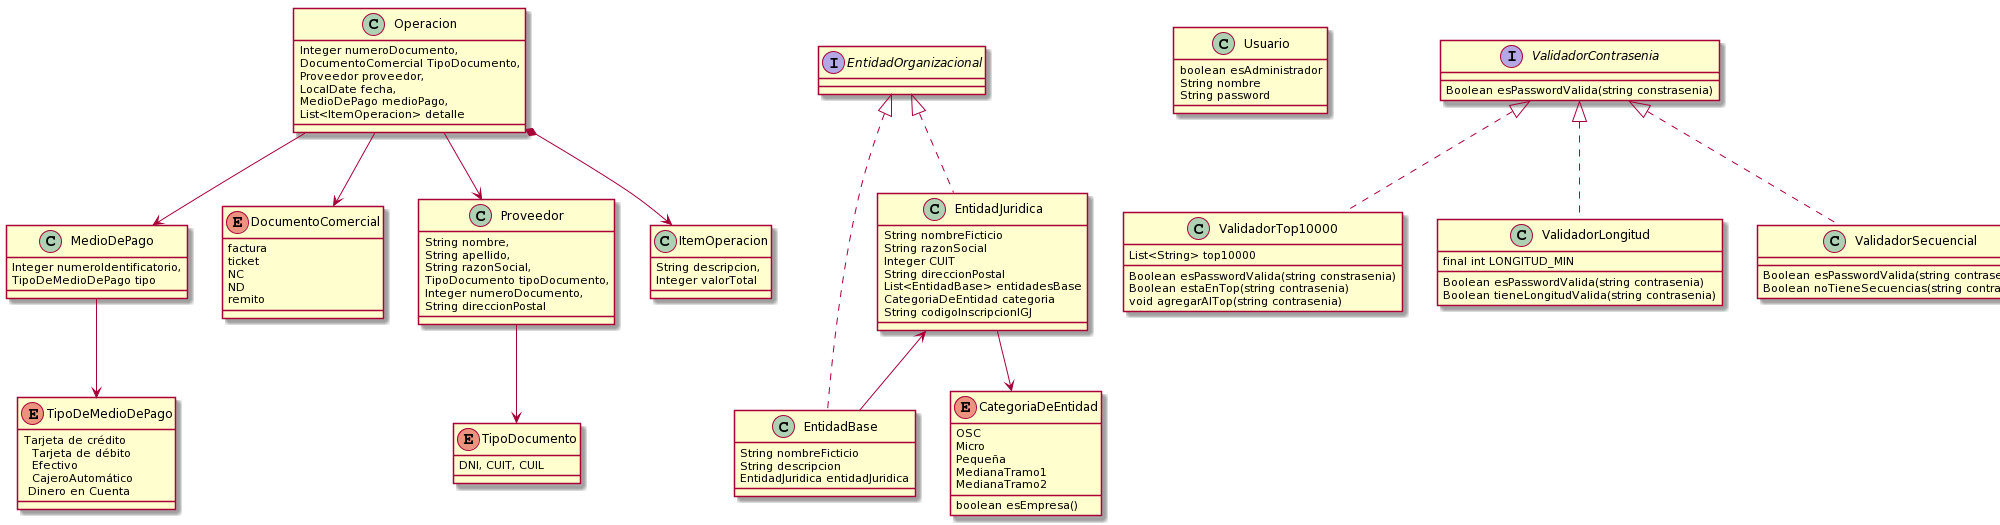 C Operacion
Integer numeroDocumento,
DocumentoComercial TipoDocumento,
Proveedor proveedor,
LocalDate fecha,
MedioDePago medioPago,
List<ItemOperacion> detalle
I EntidadOrganizacional
C Usuario
boolean esAdministrador
String nombre
String password
I ValidadorContrasenia
Boolean esPasswordValida(string constrasenia)
C MedioDePago
Integer numeroIdentificatorio,
TipoDeMedioDePago tipo
E DocumentoComercial
factura
ticket
NC
ND
remito
C Proveedor
String nombre,
String apellido,
String razonSocial,
TipoDocumento tipoDocumento,
Integer numeroDocumento,
String direccionPostal
C ItemOperacion
String descripcion,
Integer valorTotal
C EntidadJuridica
String nombreFicticio
String razonSocial
Integer CUIT
String direccionPostal
List<EntidadBase> entidadesBase
CategoriaDeEntidad categoria
String codigoInscripcionIGJ
C ValidadorTop10000
List<String> top10000
Boolean esPasswordValida(string constrasenia)
Boolean estaEnTop(string contrasenia)
void agregarAlTop(string contrasenia)
C ValidadorLongitud
final int LONGITUD_MIN
Boolean esPasswordValida(string contrasenia)
Boolean tieneLongitudValida(string contrasenia)
C ValidadorSecuencial
Boolean esPasswordValida(string contrase
Boolean noTieneSecuencias(string contra
E TipoDeMedioDePago
Tarjeta de crédito
Tarjeta de débito
Efectivo
CajeroAutomático
Dinero en Cuenta
E TipoDocumento
DNI, CUIT, CUIL
C EntidadBase
String nombreFicticio
String descripcion
EntidadJuridica entidadJuridica
E CategoriaDeEntidad
OSC
Micro
Pequeña
MedianaTramo1
MedianaTramo2
boolean esEmpresa()